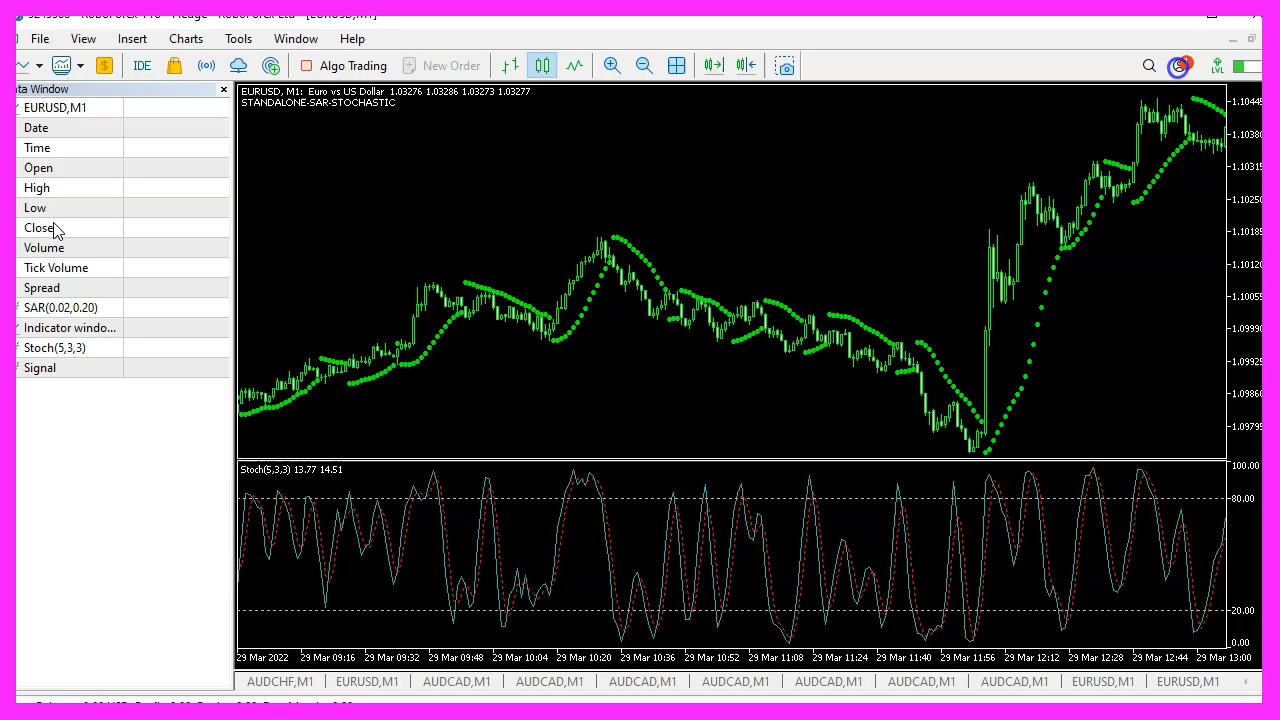 File View Insert Charts Tools Window Help
IDE Algo Trading New Order LVL
ata Window
EURUSD,M1
Date
Time
Open
High
Low
Close
Volume
Tick Volume
Spread
SAR(0.02,0.20)
Indicator windo...
Stoch(5,3,3)
Signal
EURUSD, M1: Euro vs US Dollar 1.03276 1.03286 1.03273 1.03277
STANDALONE-SAR-STOCHASTIC
1.10445
1.10380
1.10315
1.10250
1.10185
1.10120
1.10055
1.09990
1.09925
1.09860
1.09795
Stoch(5,3,3) 13.77 14.51
100.00
80.00
20.00
0.00
29 Mar 2022 29 Mar 09:16 29 Mar 09:32 29 Mar 09:48 29 Mar 10:04 29 Mar 10:20 29 Mar 10:36 29 Mar 10:52 29 Mar 11:08 29 Mar 11:24 29 Mar 11:40 29 Mar 11:56 29 Mar 12:12 29 Mar 12:28 29 Mar 12:44 29 Mar 13:00
AUDCHF,M1 EURUSD,M1 AUDCAD,M1 AUDCAD,M1 AUDCAD,M1 AUDCAD,M1 AUDCAD,M1 AUDCAD,M1 AUDCAD,M1 EURUSD,M1 EURUSD,M1